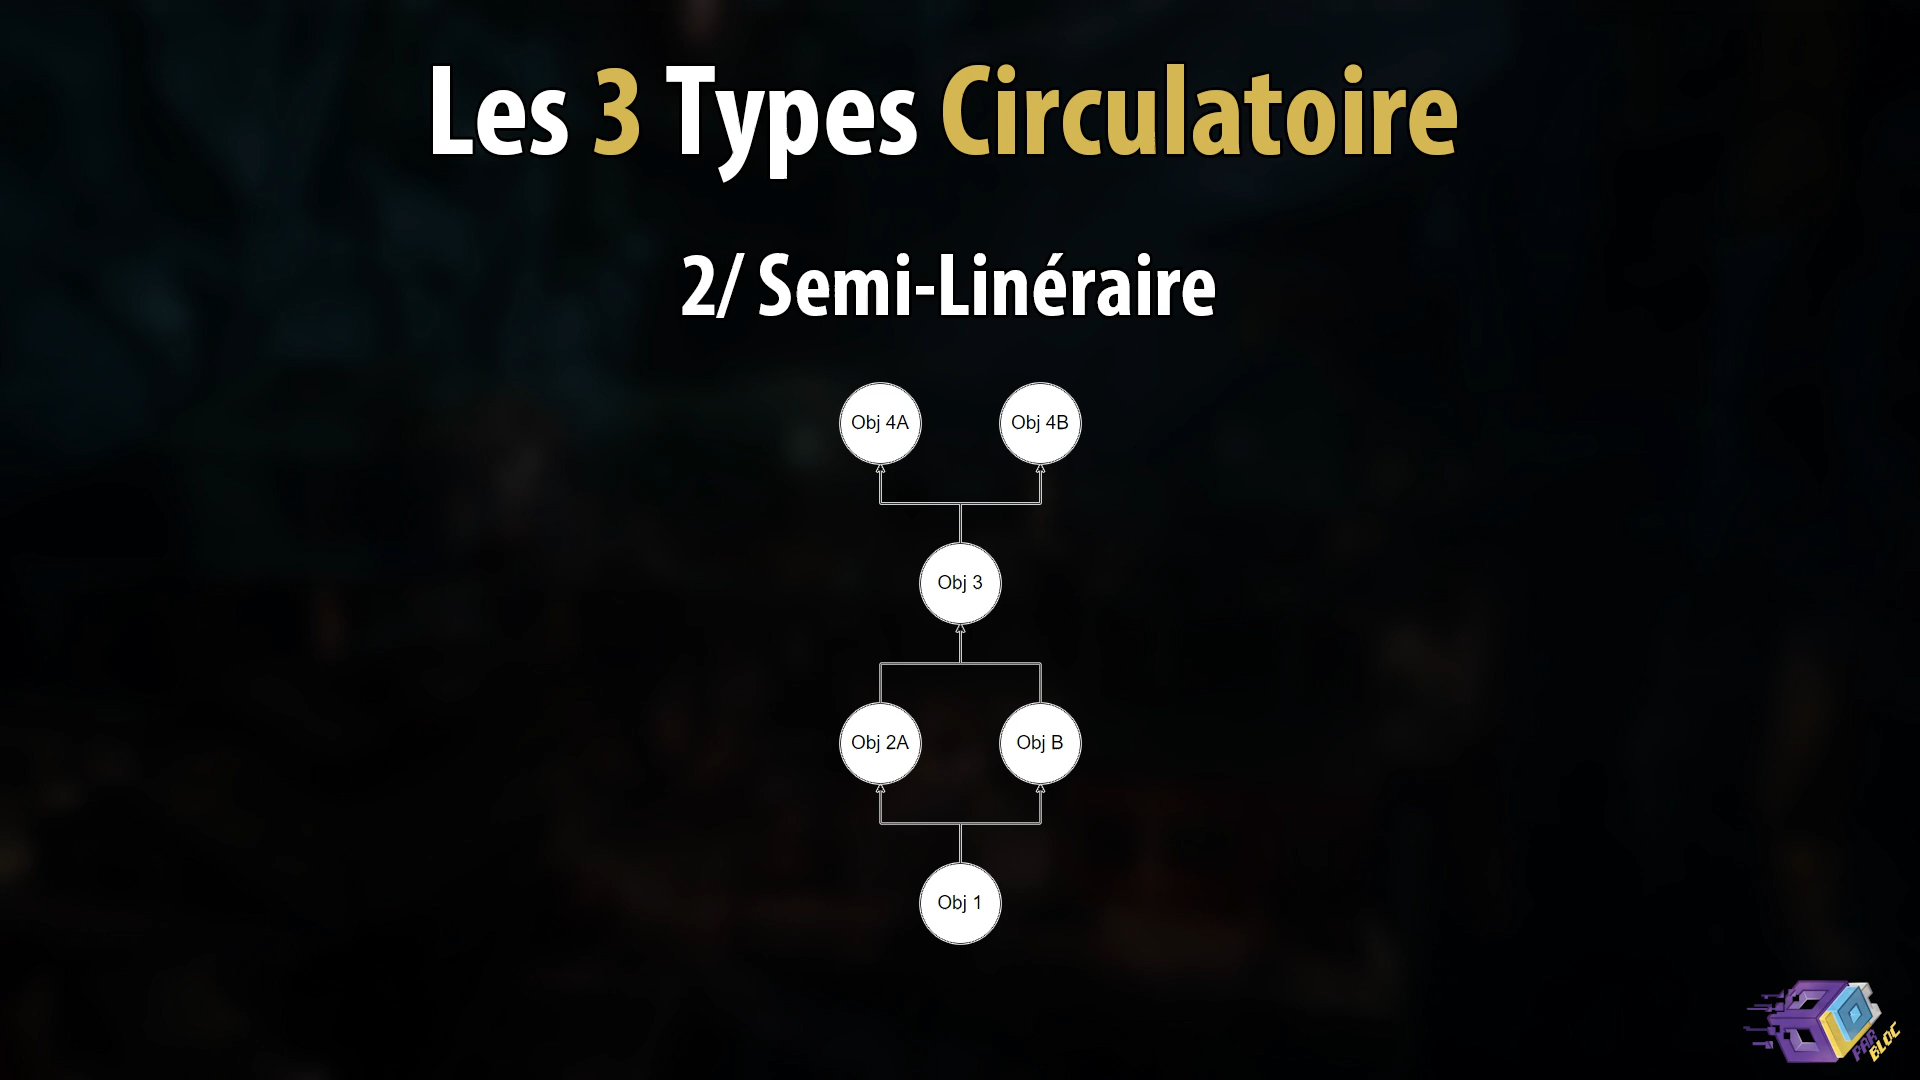 Les 3 Types Circulatoire
2/ Semi-Linéraire
Obj 4A
Obj 4B
Obj 3
Obj 2A
Obj B
Obj 1
PAR
BLOC